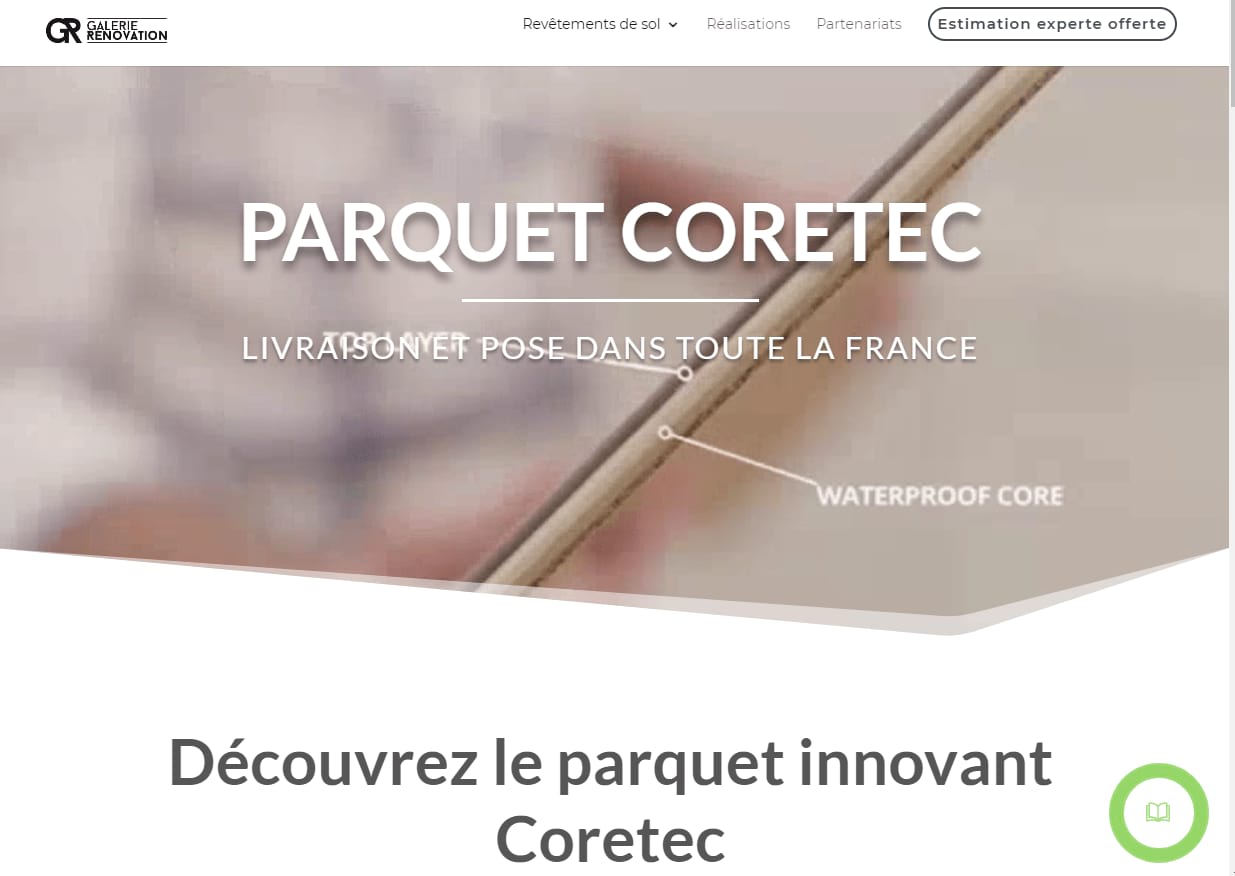 GR GALERIE
RENOVATION
Revêtements de sol Réalisations Partenariats Estimation experte offerte
PARQUET CORETEC
TOP LAYER
LIVRAISON ET POSE DANS TOUTE LA FRANCE
WATERPROOF CORE
Découvrez le parquet innovant
Coretec